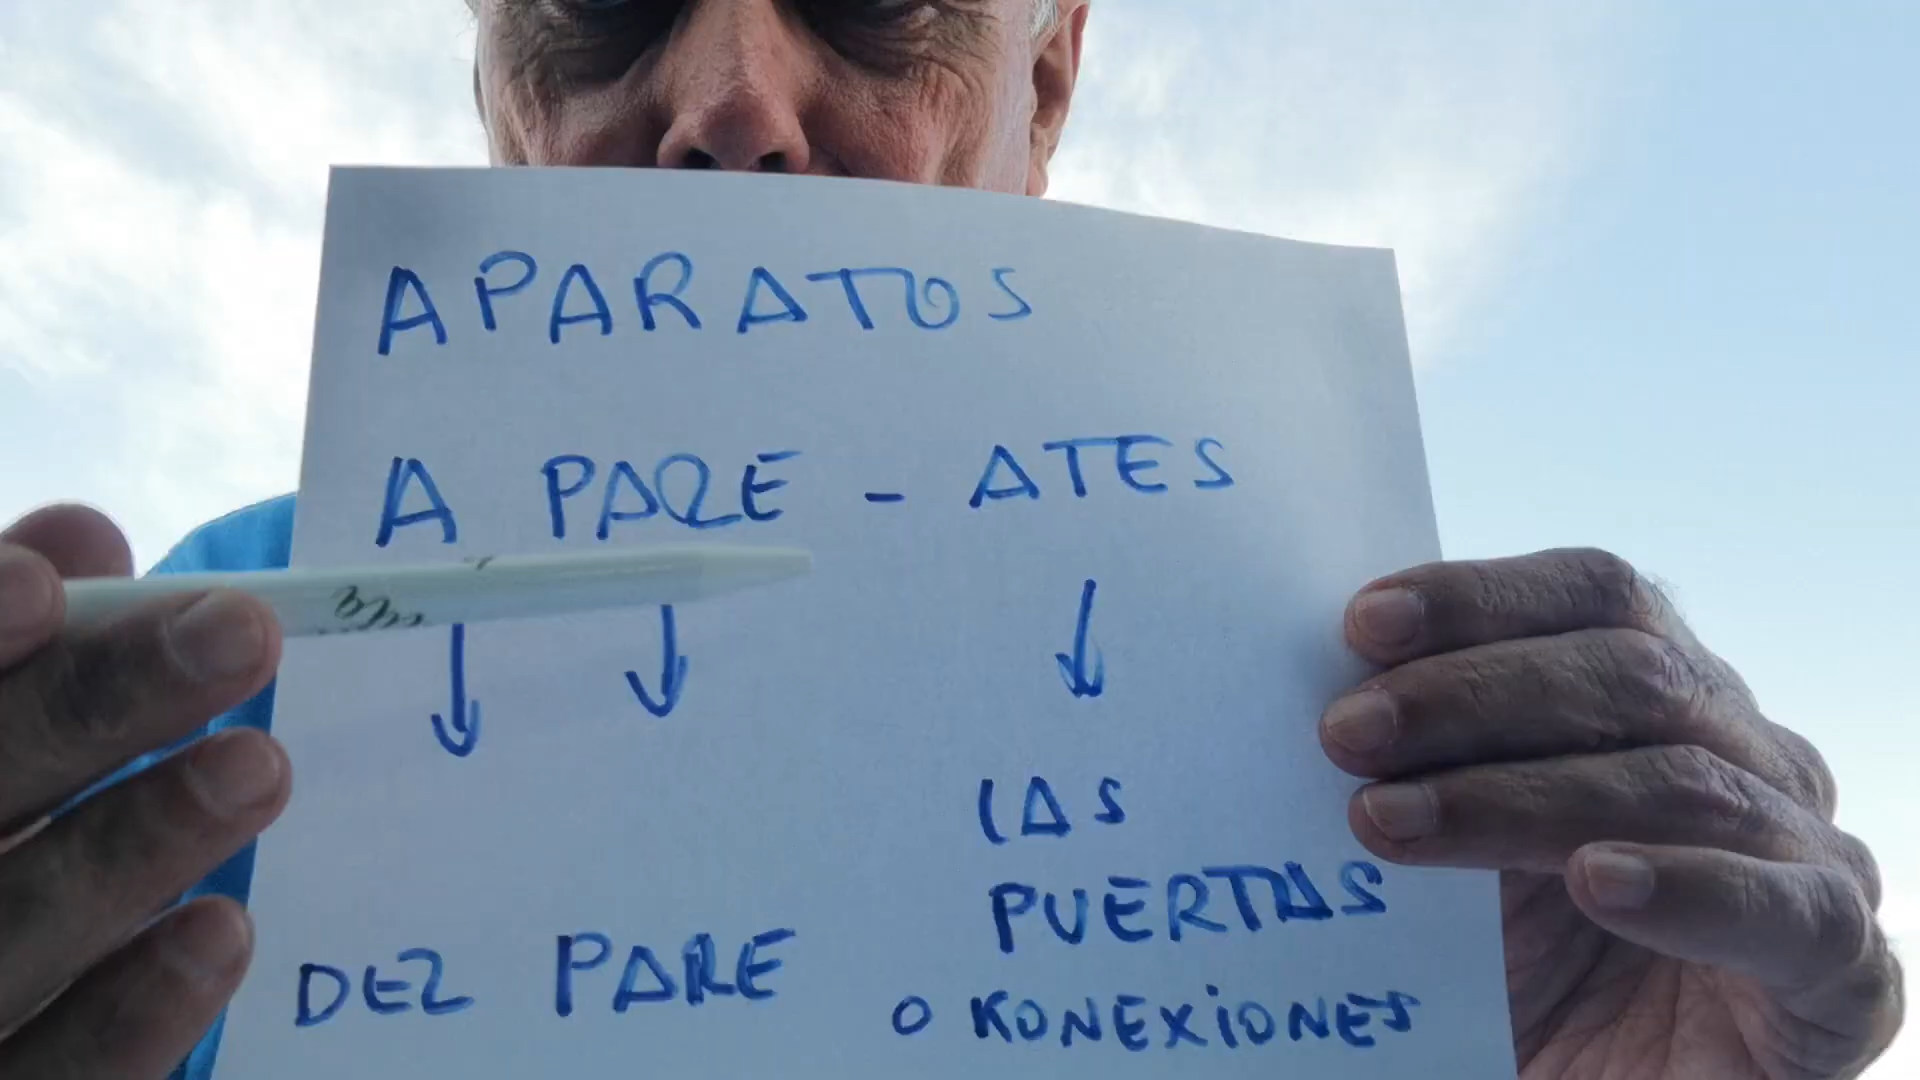 APARATOS
A PARE - ATES
DEL PARE
LAS
PUERTAS
O KONEXiONES